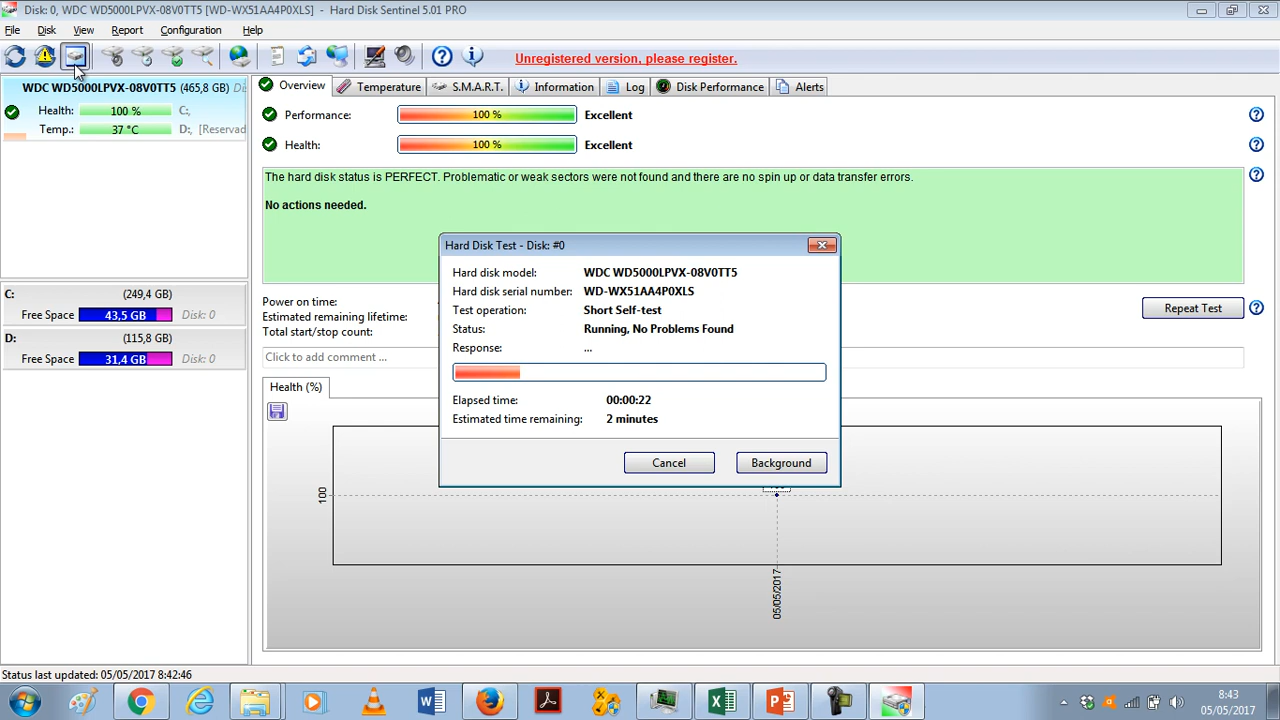 Disk: 0, WDC WD5000LPVX-08V0TT5 [WD-WX51AA4P0XLS] - Hard Disk Sentinel 5.01 PRO
File Disk View Report Configuration Help
Unregistered version, please register.
WDC WD5000LPVX-08V0TT5 (465,8 GB) Di
Health: 100 % C:,
Temp.: 37 °C D:, [Reservad
C: (249,4 GB)
Free Space 43,5 GB Disk: 0
D: (115,8 GB)
Free Space 31,4 GB Disk: 0
Overview Temperature S.M.A.R.T. Information Log Disk Performance Alerts
Performance: 100 % Excellent
Health: 100 % Excellent
The hard disk status is PERFECT. Problematic or weak sectors were not found and there are no spin up or data transfer errors.
No actions needed.
Power on time:
Estimated remaining lifetime:
Total start/stop count:
Repeat Test
Click to add comment ...
Health (%)
100
05/05/2017
Hard Disk Test - Disk: #0
Hard disk model: WDC WD5000LPVX-08V0TT5
Hard disk serial number: WD-WX51AA4P0XLS
Test operation: Short Self-test
Status: Running, No Problems Found
Response: ...
Elapsed time: 00:00:22
Estimated time remaining: 2 minutes
Cancel Background
Status last updated: 05/05/2017 8:42:46
8:43
05/05/2017